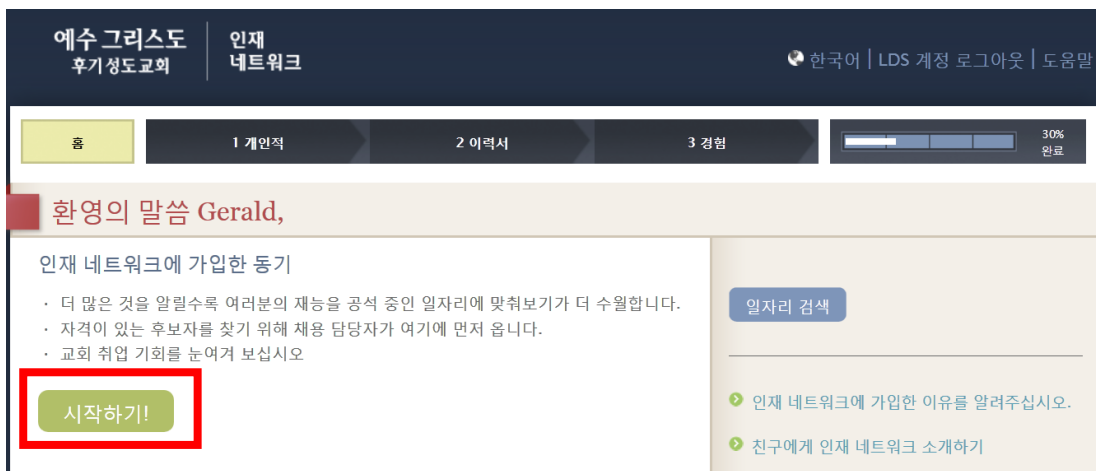 예수 그리스도
후기 성도 교회
인재
네트워크
한국어 | LDS 계정 로그아웃 | 도움말
홈
1 개인적
2 이력서
3 경험
30%
완료
환영의 말씀 Gerald,
인재 네트워크에 가입한 동기
· 더 많은 것을 알릴수록 여러분의 재능을 공석 중인 일자리에 맞춰보기가 더 수월합니다.
· 자격이 있는 후보자를 찾기 위해 채용 담당자가 여기에 먼저 옵니다.
· 교회 취업 기회를 눈여겨 보십시오
시작하기!
일자리 검색
인재 네트워크에 가입한 이유를 알려주십시오.
친구에게 인재 네트워크 소개하기